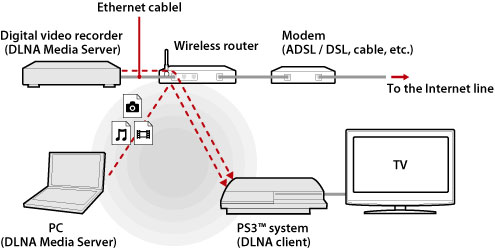 Ethernet cablel
Digital video recorder
(DLNA Media Server)
Wireless router
Modem
(ADSL / DSL, cable, etc.)
To the Internet line
TV
PC
(DLNA Media Server)
PS3™ system
(DLNA client)